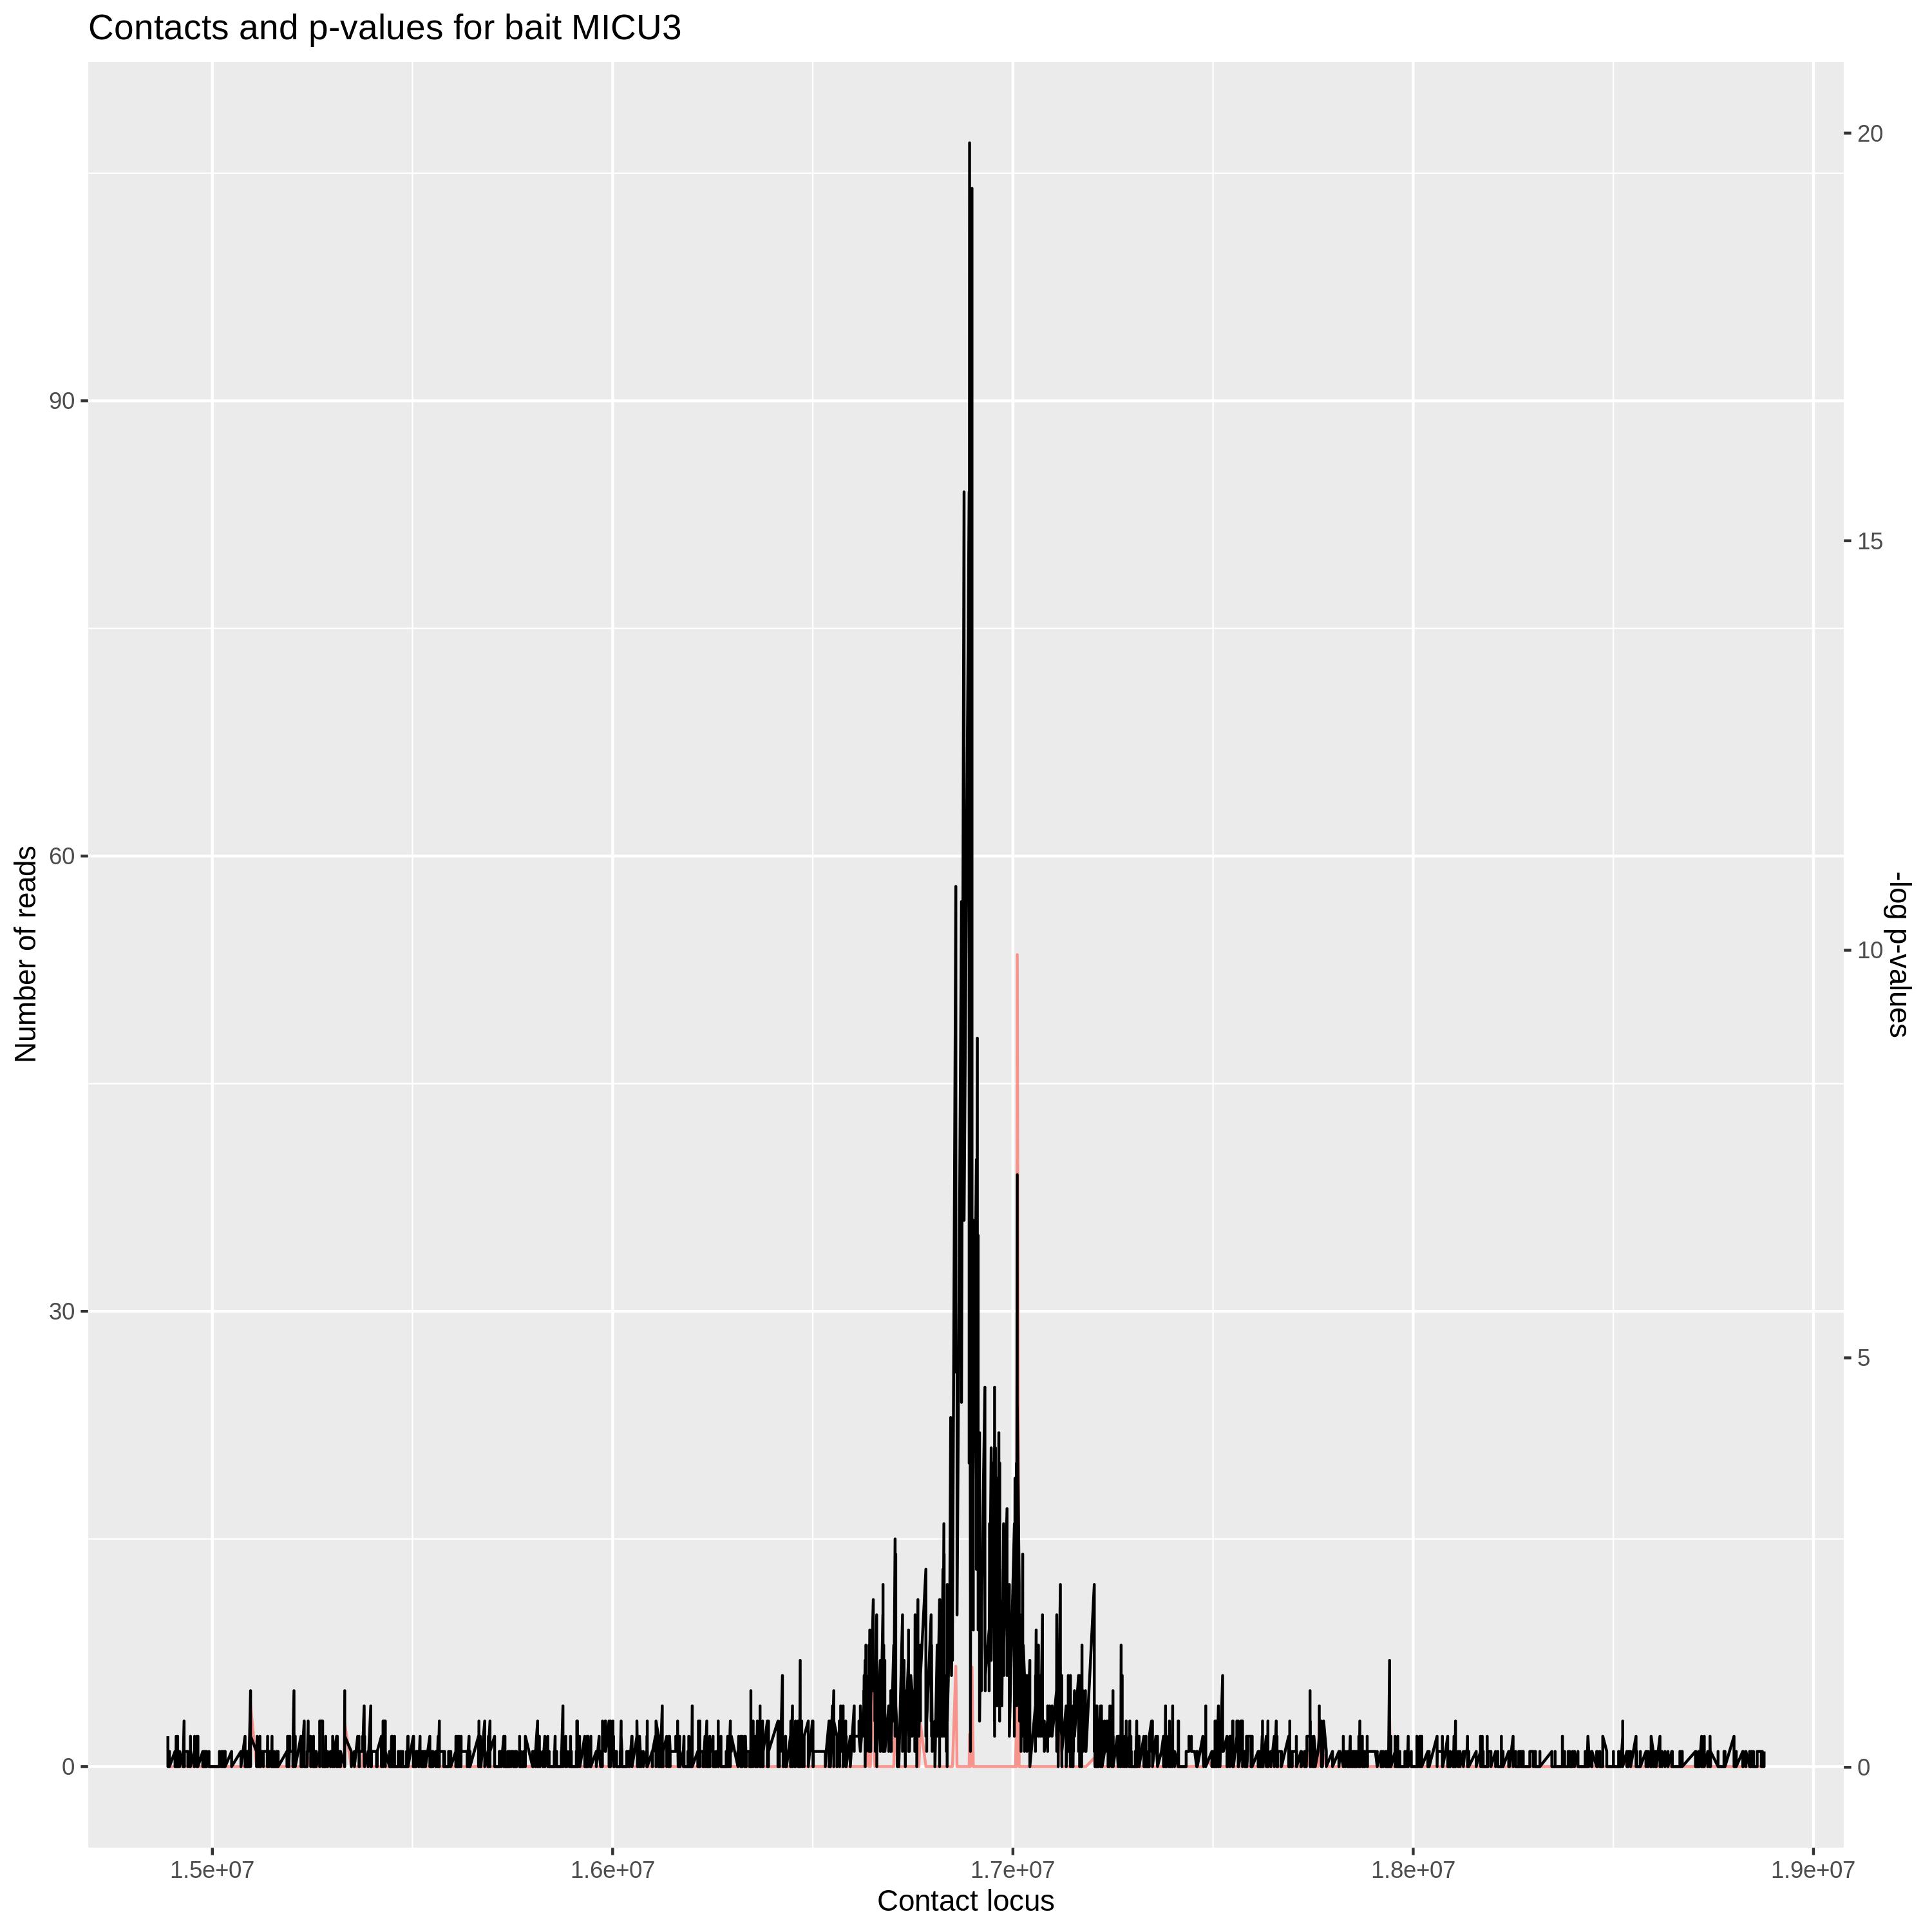 Contacts and p-values for bait MICU3
Number of reads
90
60
30
0
20
15
10
5
0
-log p-values
1.5e+07 1.6e+07 1.7e+07 1.8e+07 1.9e+07
Contact locus